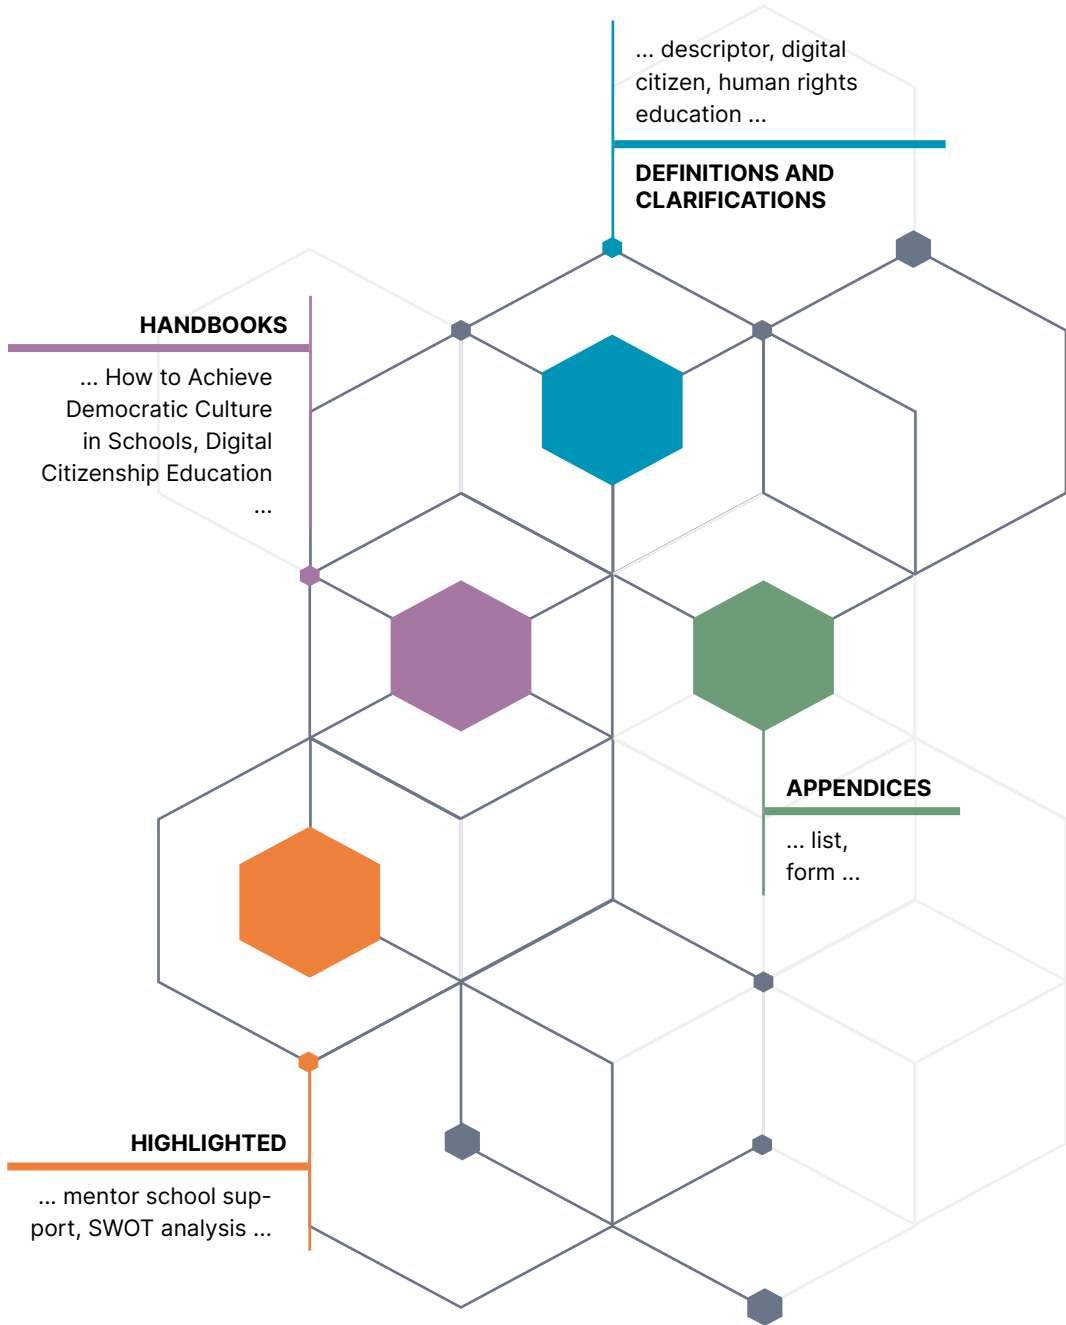 ... descriptor, digital
citizen, human rights
education ...
DEFINITIONS AND
CLARIFICATIONS
HANDBOOKS
... How to Achieve
Democratic Culture
in Schools, Digital
Citizenship Education
...
APPENDICES
... list,
form ...
HIGHLIGHTED
... mentor school sup-
port, SWOT analysis ...